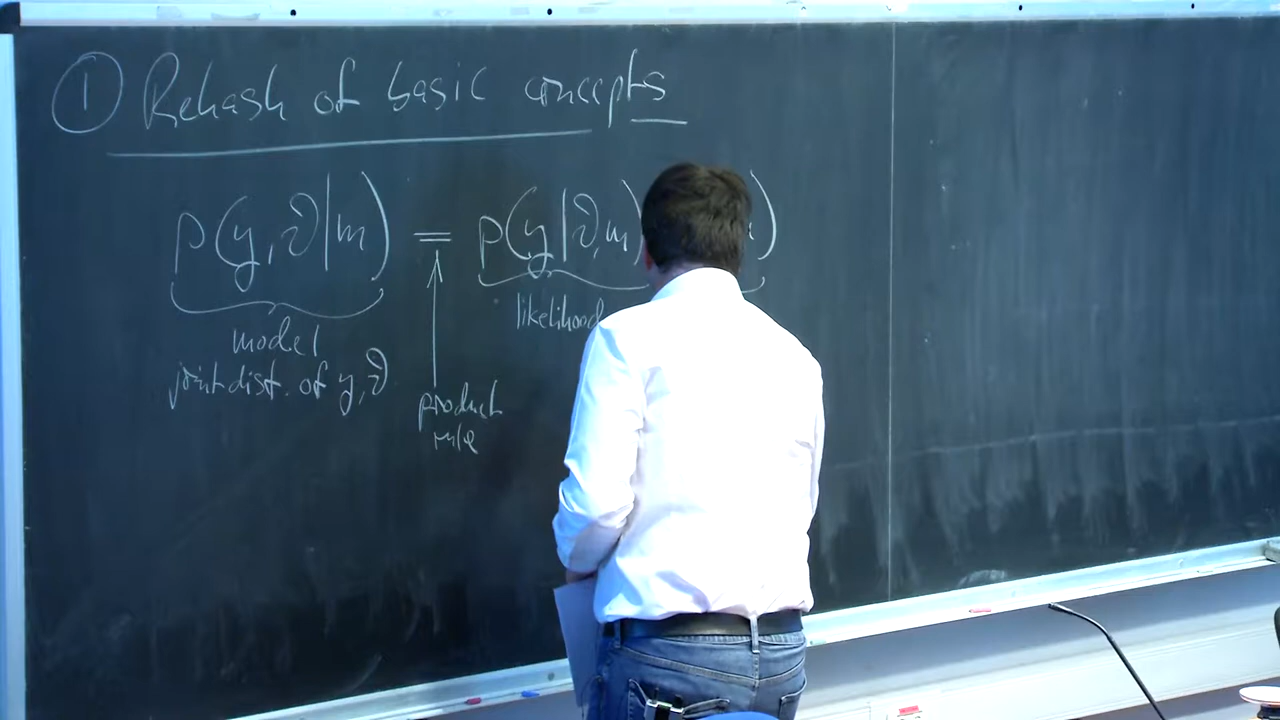 ① Rehash of basic concepts
p(y,ϑ|m) = p(y|ϑ,m) )
likelihood
model
joint dist. of y,ϑ
product
rule